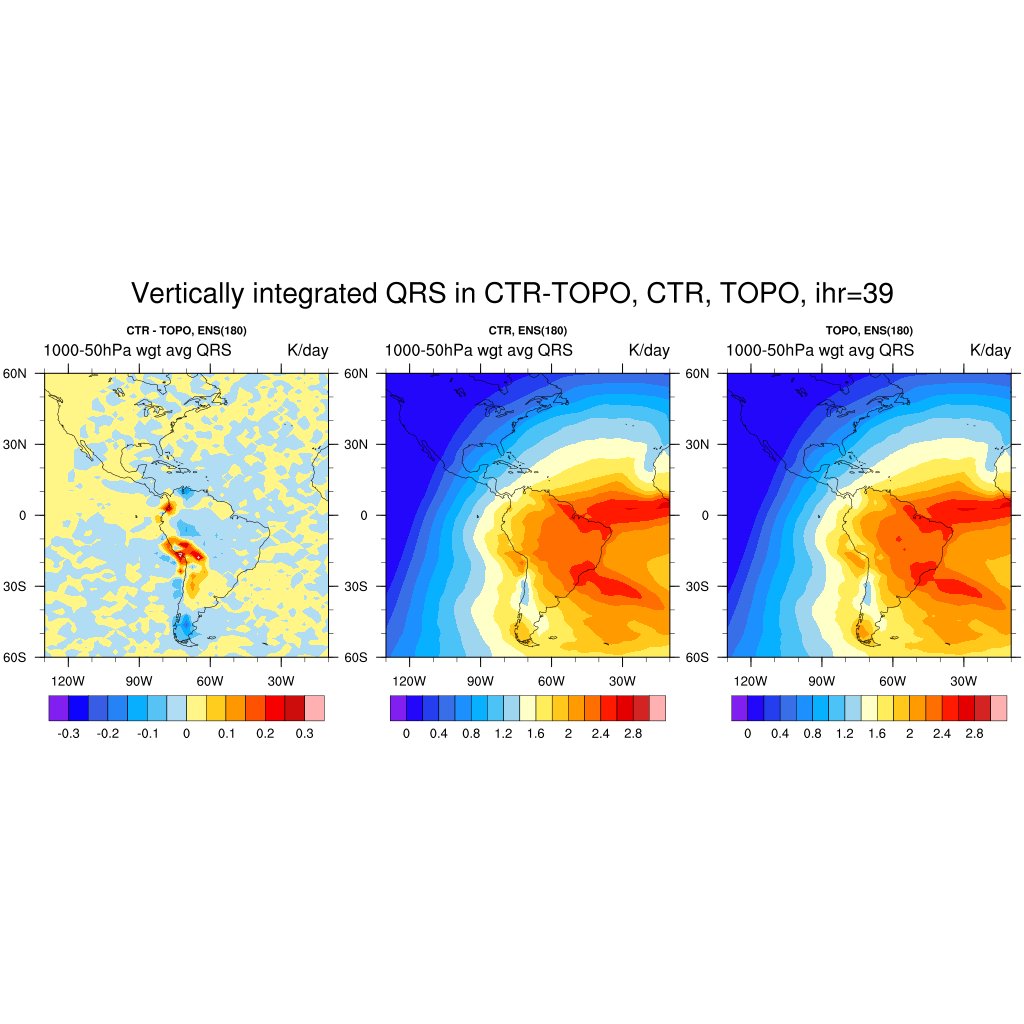 Vertically integrated QRS in CTR-TOPO, CTR, TOPO, ihr=39
CTR - TOPO, ENS(180)
1000-50hPa wgt avg QRS K/day
60N
30N
0
30S
60S
120W 90W 60W 30W
-0.3 -0.2 -0.1 0 0.1 0.2 0.3
CTR, ENS(180)
1000-50hPa wgt avg QRS K/day
60N
30N
0
30S
60S
120W 90W 60W 30W
0 0.4 0.8 1.2 1.6 2 2.4 2.8
TOPO, ENS(180)
1000-50hPa wgt avg QRS K/day
60N
30N
0
30S
60S
120W 90W 60W 30W
0 0.4 0.8 1.2 1.6 2 2.4 2.8